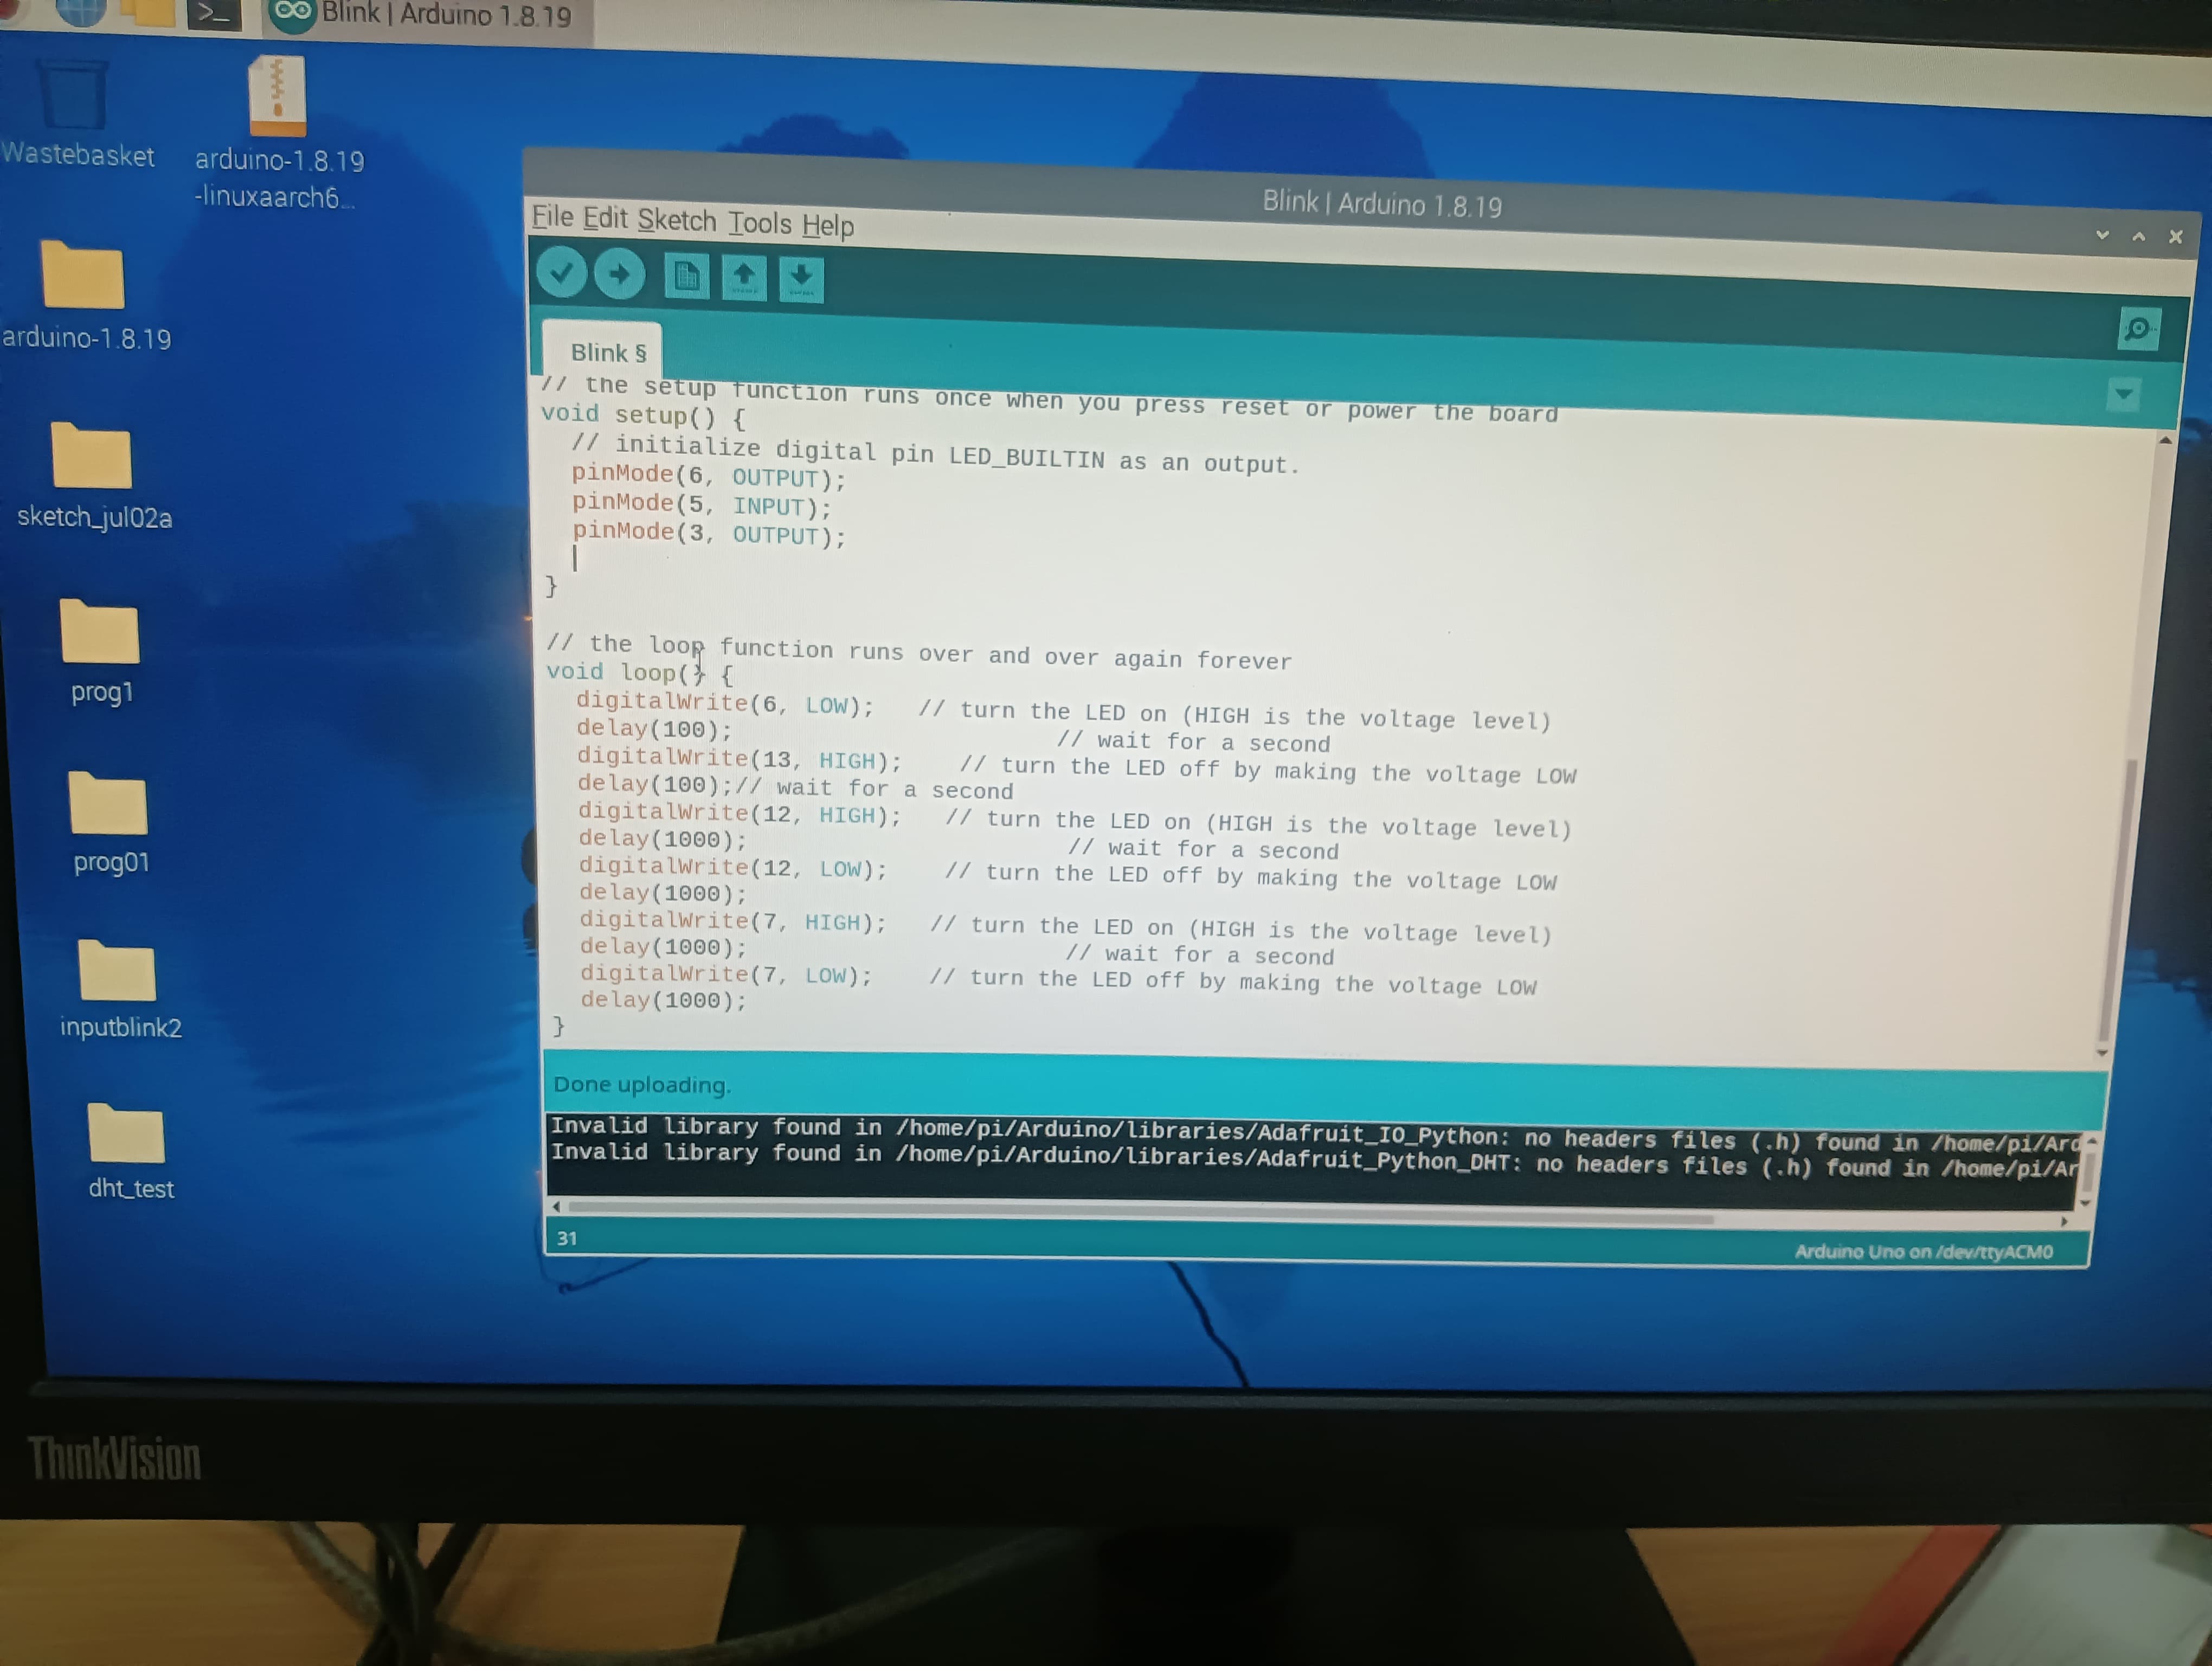 Blink | Arduino 1.8.19
Wastebasket
arduino-1.8.19
-linuxaarch6...
arduino-1.8.19
sketch_jul02a
prog1
prog01
inputblink2
dht_test
Blink | Arduino 1.8.19
File Edit Sketch Tools Help
Blink §
// the setup function runs once when you press reset or power the board
void setup() {
// initialize digital pin LED_BUILTIN as an output.
pinMode(6, OUTPUT);
pinMode(5, INPUT);
pinMode(3, OUTPUT);
}
// the loop function runs over and over again forever
void loop() {
digitalWrite(6, LOW); // turn the LED on (HIGH is the voltage level)
delay(100); // wait for a second
digitalWrite(13, HIGH); // turn the LED off by making the voltage LOW
delay(100);// wait for a second
digitalWrite(12, HIGH); // turn the LED on (HIGH is the voltage level)
delay(1000); // wait for a second
digitalWrite(12, LOW); // turn the LED off by making the voltage LOW
delay(1000);
digitalWrite(7, HIGH); // turn the LED on (HIGH is the voltage level)
delay(1000); // wait for a second
digitalWrite(7, LOW); // turn the LED off by making the voltage LOW
delay(1000);
}
Done uploading.
Invalid library found in /home/pi/Arduino/libraries/Adafruit_IO_Python: no headers files (.h) found in /home/pi/Ard
Invalid library found in /home/pi/Arduino/libraries/Adafruit_Python_DHT: no headers files (.h) found in /home/pi/Ar
31
Arduino Uno on /dev/ttyACM0
ThinkVision